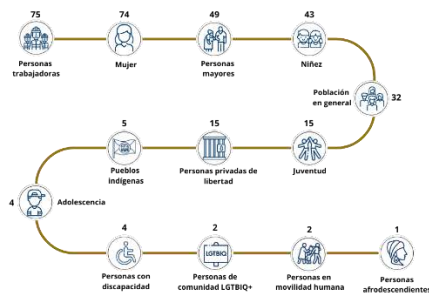 75
74
49
43
Personas
trabajadoras
Mujer
Personas
mayores
Niñez
Población
en general
32
5
15
15
Pueblos
indígenas
Personas privadas de
libertad
Juventud
4
Adolescencia
4
2
2
1
LGTBIQ
Personas con
discapacidad
Personas de
comunidad LGTBIQ+
Personas en
movilidad humana
Personas
afrodescendientes